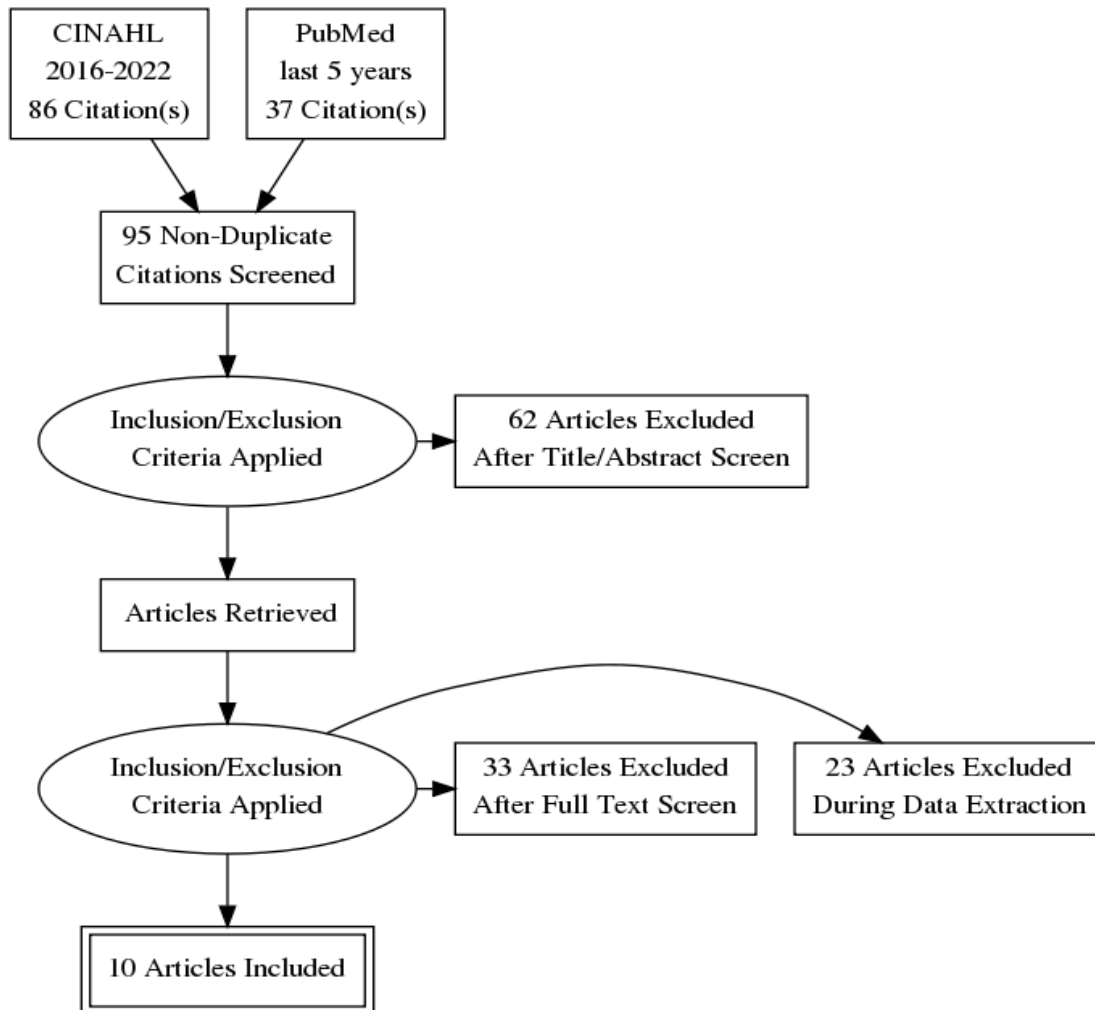 CINAHL
2016-2022
86 Citation(s)
PubMed
last 5 years
37 Citation(s)
95 Non-Duplicate
Citations Screened
Inclusion/Exclusion
Criteria Applied
62 Articles Excluded
After Title/Abstract Screen
Articles Retrieved
Inclusion/Exclusion
Criteria Applied
33 Articles Excluded
After Full Text Screen
23 Articles Excluded
During Data Extraction
10 Articles Included